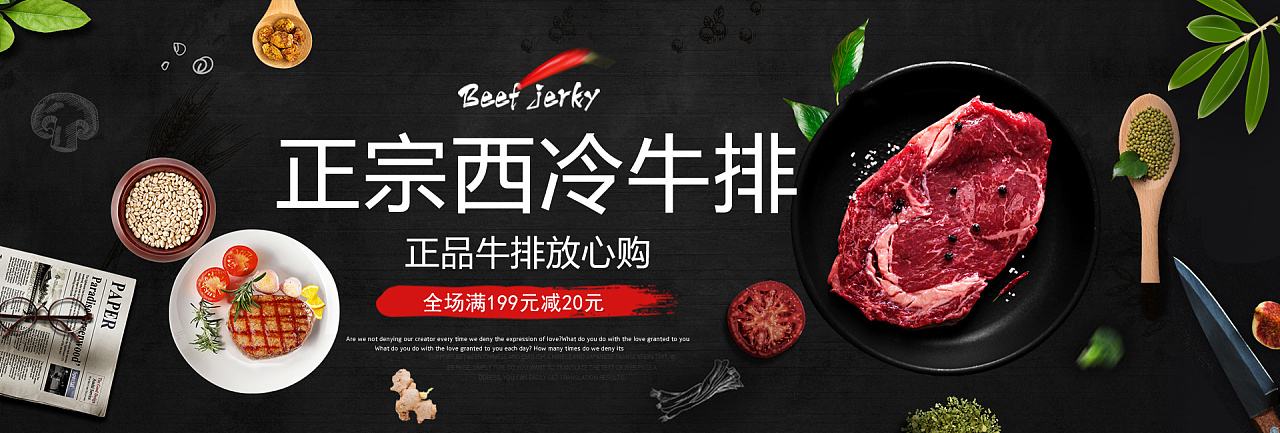 Beef jerky
正宗西冷牛排
正品牛排放心购
全场满199元减20元
Are we not denying our creator every time we deny the expression of love?What do you do with the love granted to you
What do you do with the love granted to you each day? How many times do we deny its
PAPER